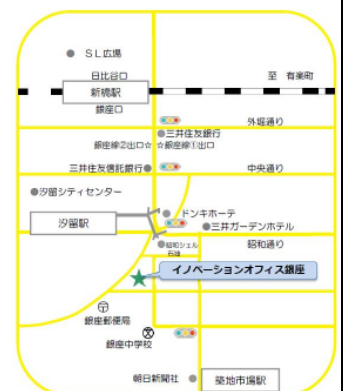 SL広場
日比谷口
至 有楽町
新橋駅
銀座口
外堀通り
三井住友銀行
銀座線②出口☆ ☆銀座線①出口
三井住友信託銀行
中央通り
汐留シティセンター
ドンキホーテ
三井ガーデンホテル
汐留駅
昭和シェル
石油
昭和通り
イノベーションオフィス銀座
銀座郵便局
銀座中学校
朝日新聞社
築地市場駅